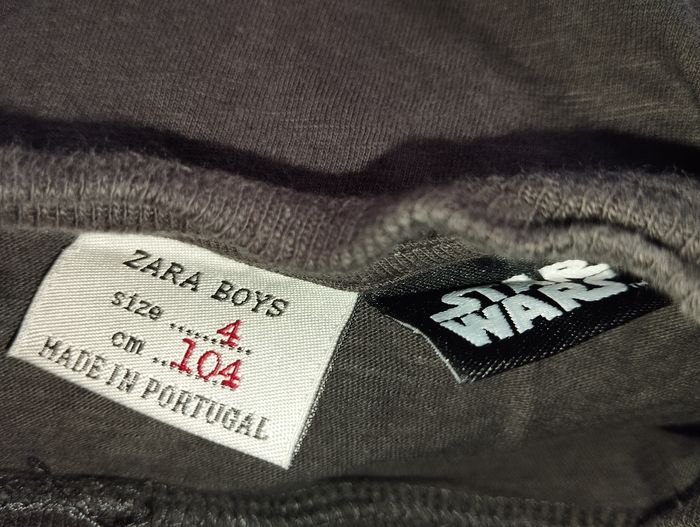 ZARA BOYS
size ........4..
cm ...104
MADE IN PORTUGAL
STAR
WARS